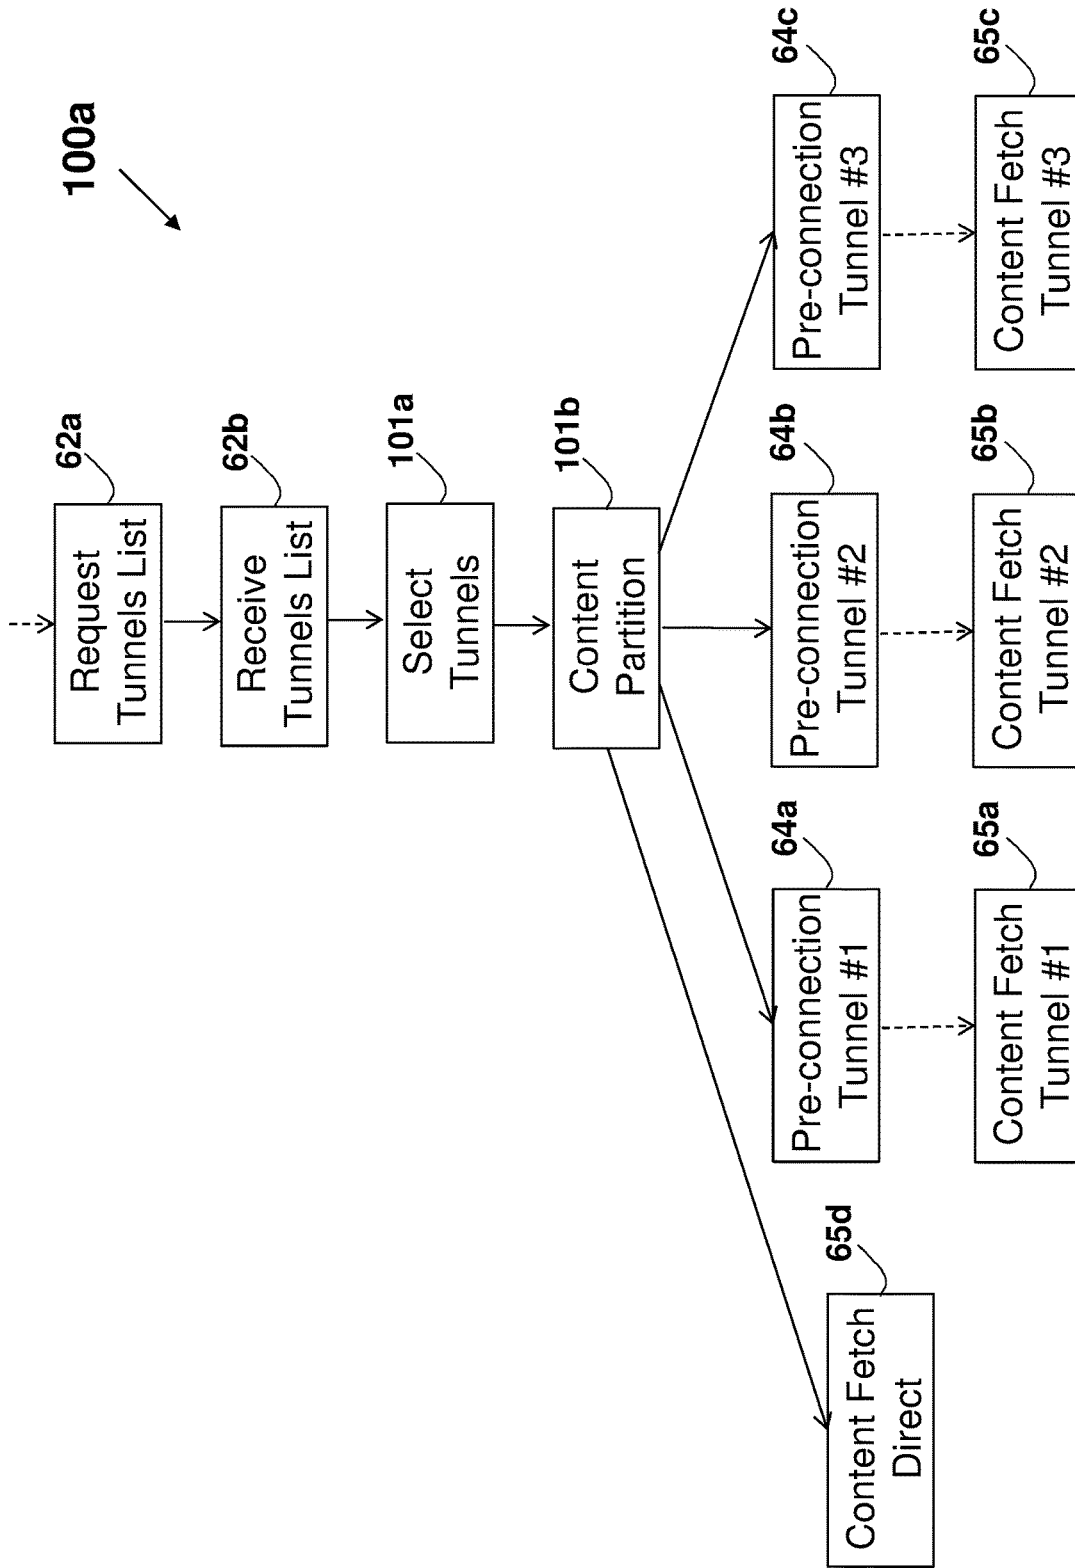 100a
62a
Request
Tunnels List
62b
Receive
Tunnels List
101a
Select
Tunnels
101b
Content
Partition
65d
Content Fetch
Direct
64a
Pre-connection
Tunnel #1
64b
Pre-connection
Tunnel #2
64c
Pre-connection
Tunnel #3
65a
Content Fetch
Tunnel #1
65b
Content Fetch
Tunnel #2
65c
Content Fetch
Tunnel #3